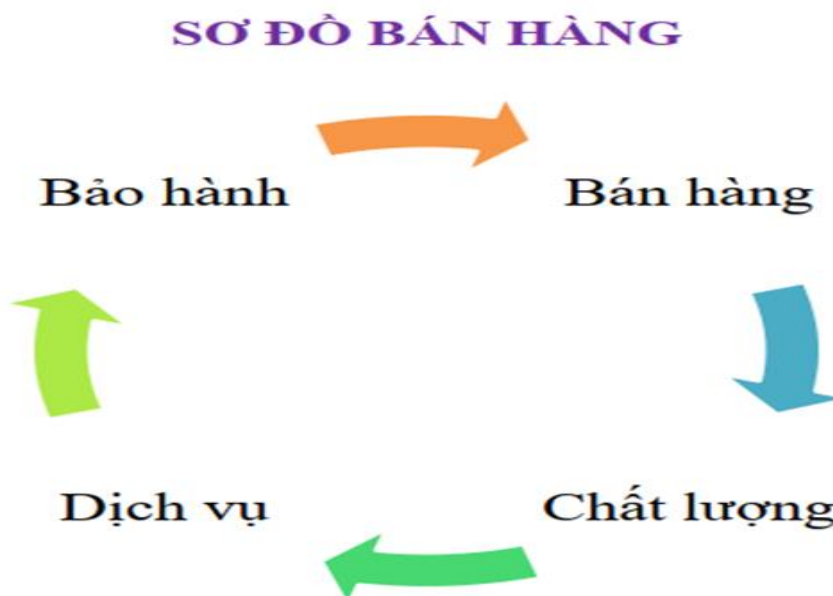 SƠ ĐỒ BÁN HÀNG
Bảo hành
Bán hàng
Dịch vụ
Chất lượng